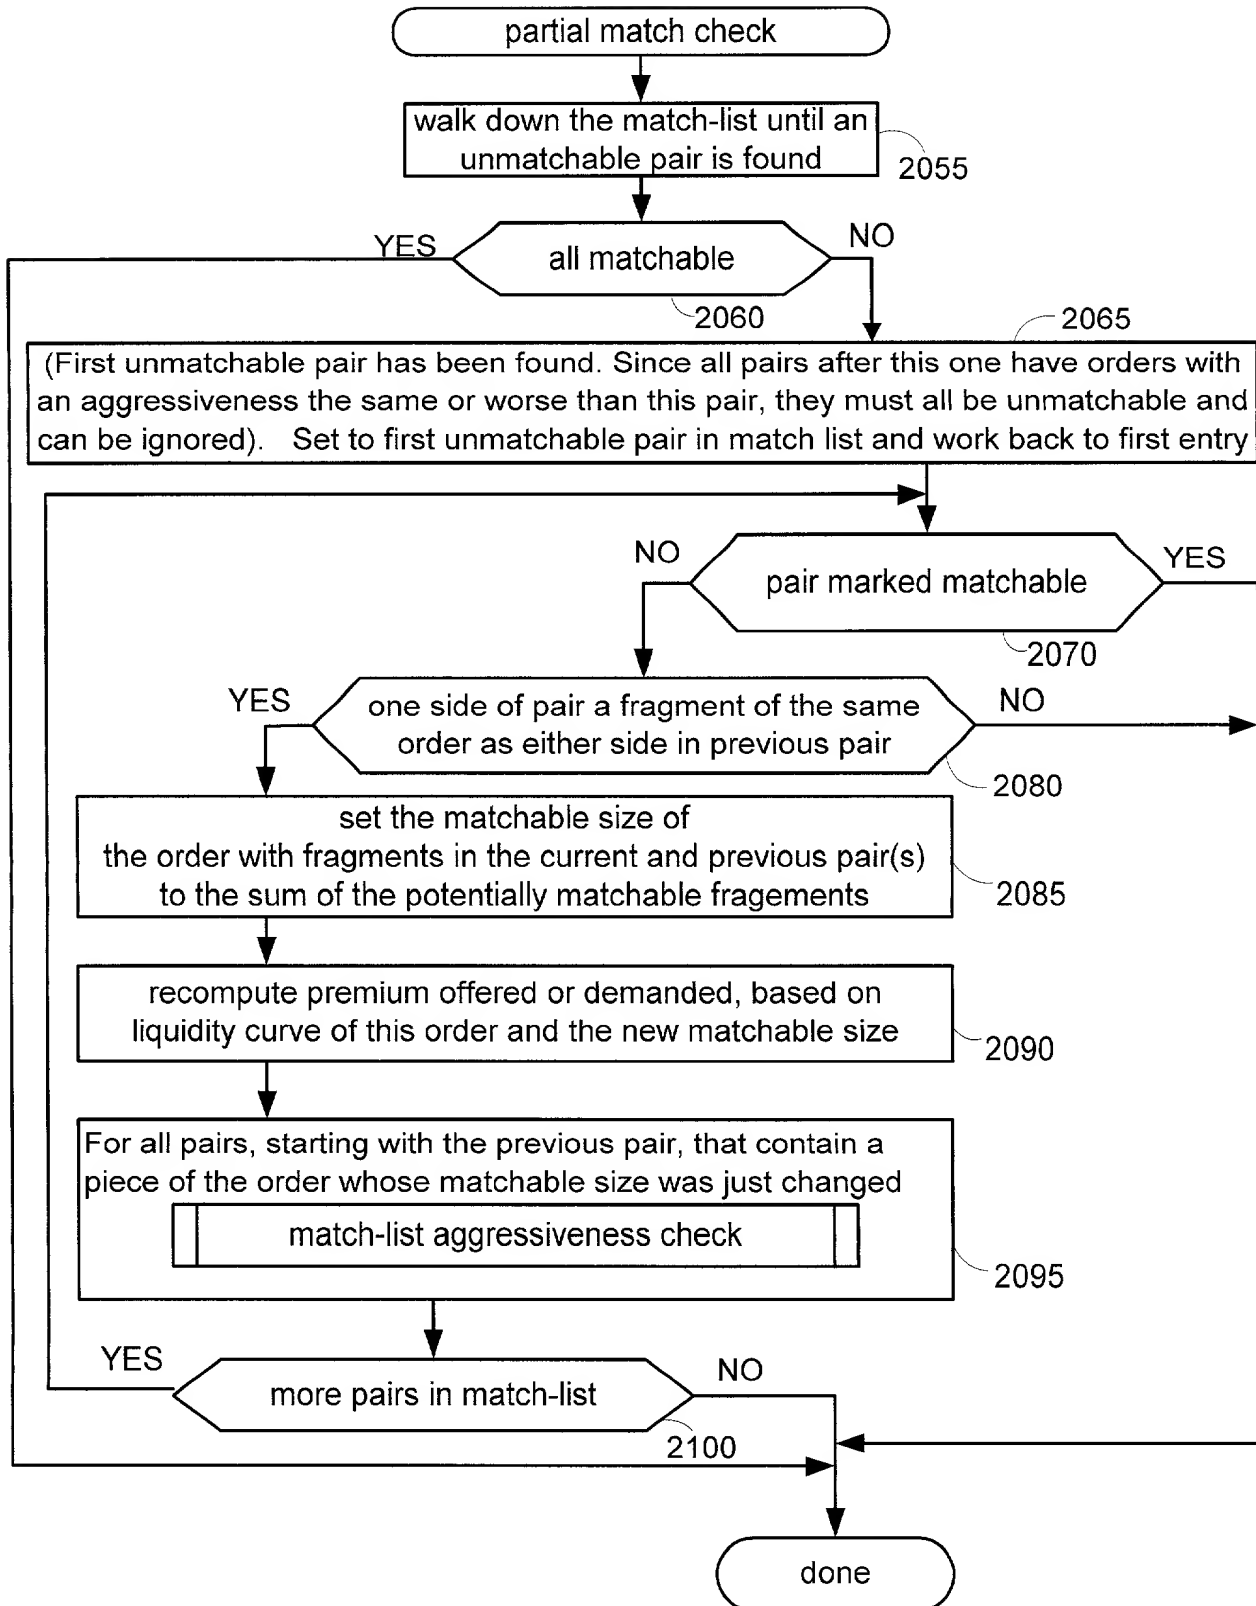 partial match check
walk down the match-list until an
unmatchable pair is found
2055
YES
NO
all matchable
2060
2065
(First unmatchable pair has been found. Since all pairs after this one have orders with
an aggressiveness the same or worse than this pair, they must all be unmatchable and
can be ignored). Set to first unmatchable pair in match list and work back to first entry
NO
YES
pair marked matchable
2070
YES
NO
one side of pair a fragment of the same
order as either side in previous pair
2080
set the matchable size of
the order with fragments in the current and previous pair(s)
to the sum of the potentially matchable fragements
2085
recompute premium offered or demanded, based on
liquidity curve of this order and the new matchable size
2090
For all pairs, starting with the previous pair, that contain a
piece of the order whose matchable size was just changed
match-list aggressiveness check
2095
YES
NO
more pairs in match-list
2100
done